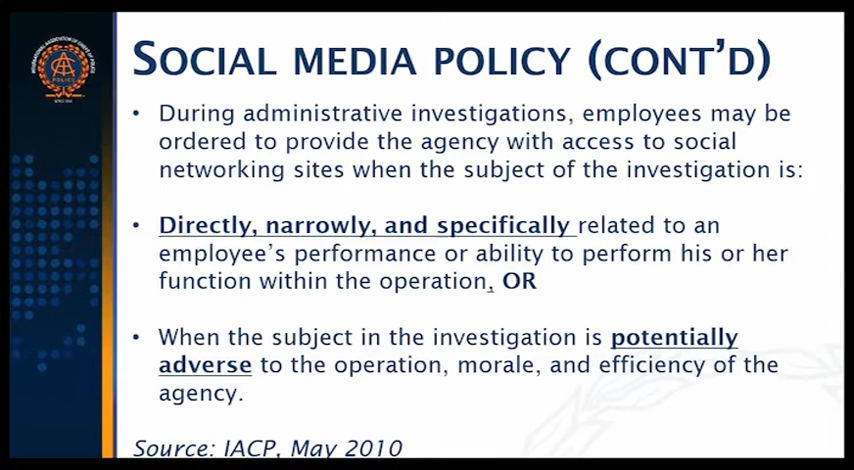 SOCIAL MEDIA POLICY (CONT'D)
• During administrative investigations, employees may be
ordered to provide the agency with access to social
networking sites when the subject of the investigation is:
• Directly, narrowly, and specifically related to an
employee's performance or ability to perform his or her
function within the operation, OR
• When the subject in the investigation is potentially
adverse to the operation, morale, and efficiency of the
agency.
Source: IACP, May 2010